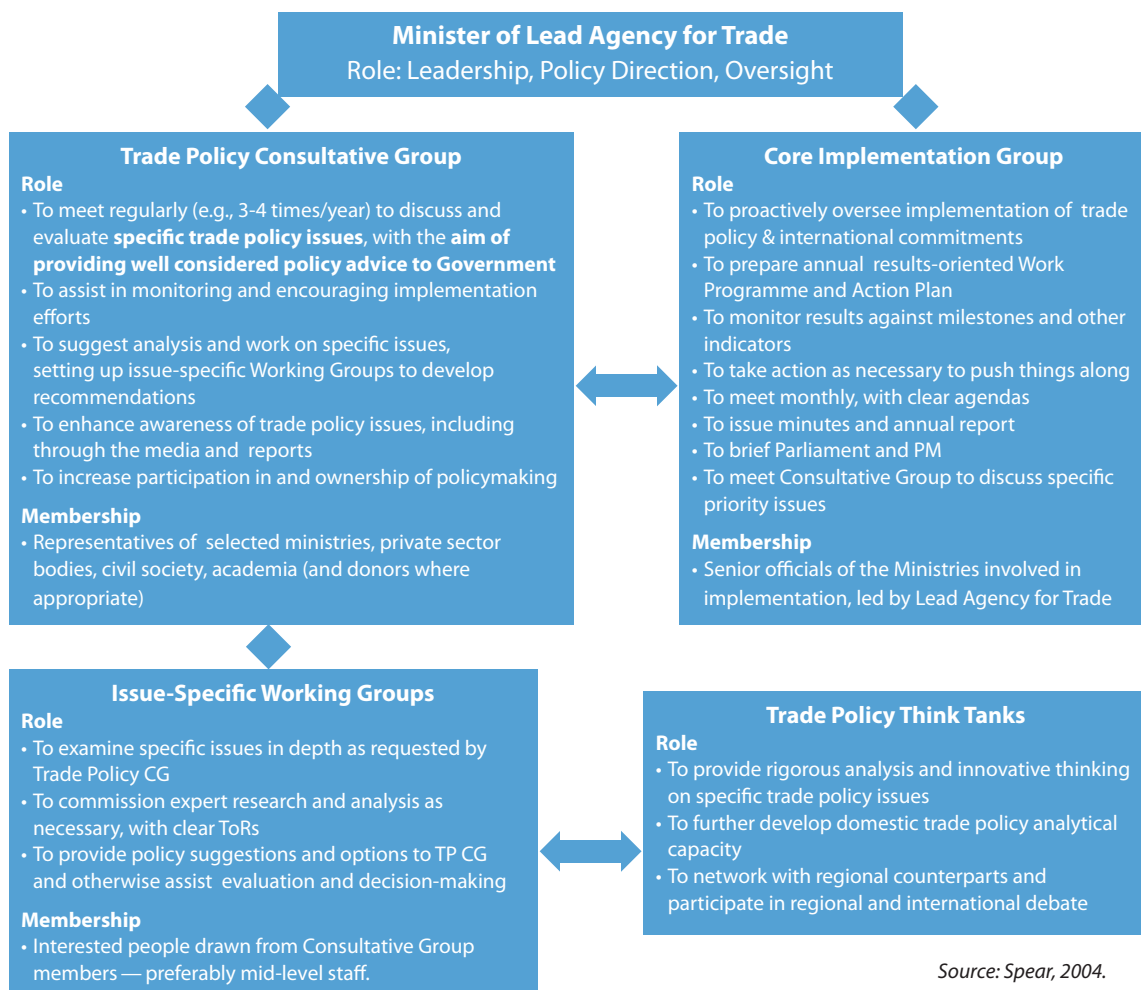 Minister of Lead Agency for Trade
Role: Leadership, Policy Direction, Oversight
Trade Policy Consultative Group
Role
• To meet regularly (e.g., 3-4 times/year) to discuss and
evaluate specific trade policy issues, with the aim of
providing well considered policy advice to Government
• To assist in monitoring and encouraging implementation
efforts
• To suggest analysis and work on specific issues,
setting up issue-specific Working Groups to develop
recommendations
• To enhance awareness of trade policy issues, including
through the media and reports
• To increase participation in and ownership of policymaking
Membership
• Representatives of selected ministries, private sector
bodies, civil society, academia (and donors where
appropriate)
Core Implementation Group
Role
• To proactively oversee implementation of trade
policy & international commitments
• To prepare annual results-oriented Work
Programme and Action Plan
• To monitor results against milestones and other
indicators
• To take action as necessary to push things along
• To meet monthly, with clear agendas
• To issue minutes and annual report
• To brief Parliament and PM
• To meet Consultative Group to discuss specific
priority issues
Membership
• Senior officials of the Ministries involved in
implementation, led by Lead Agency for Trade
Issue-Specific Working Groups
Role
• To examine specific issues in depth as requested by
Trade Policy CG
• To commission expert research and analysis as
necessary, with clear ToRs
• To provide policy suggestions and options to TP CG
and otherwise assist evaluation and decision-making
Membership
• Interested people drawn from Consultative Group
members — preferably mid-level staff.
Trade Policy Think Tanks
Role
• To provide rigorous analysis and innovative thinking
on specific trade policy issues
• To further develop domestic trade policy analytical
capacity
• To network with regional counterparts and
participate in regional and international debate
Source: Spear, 2004.